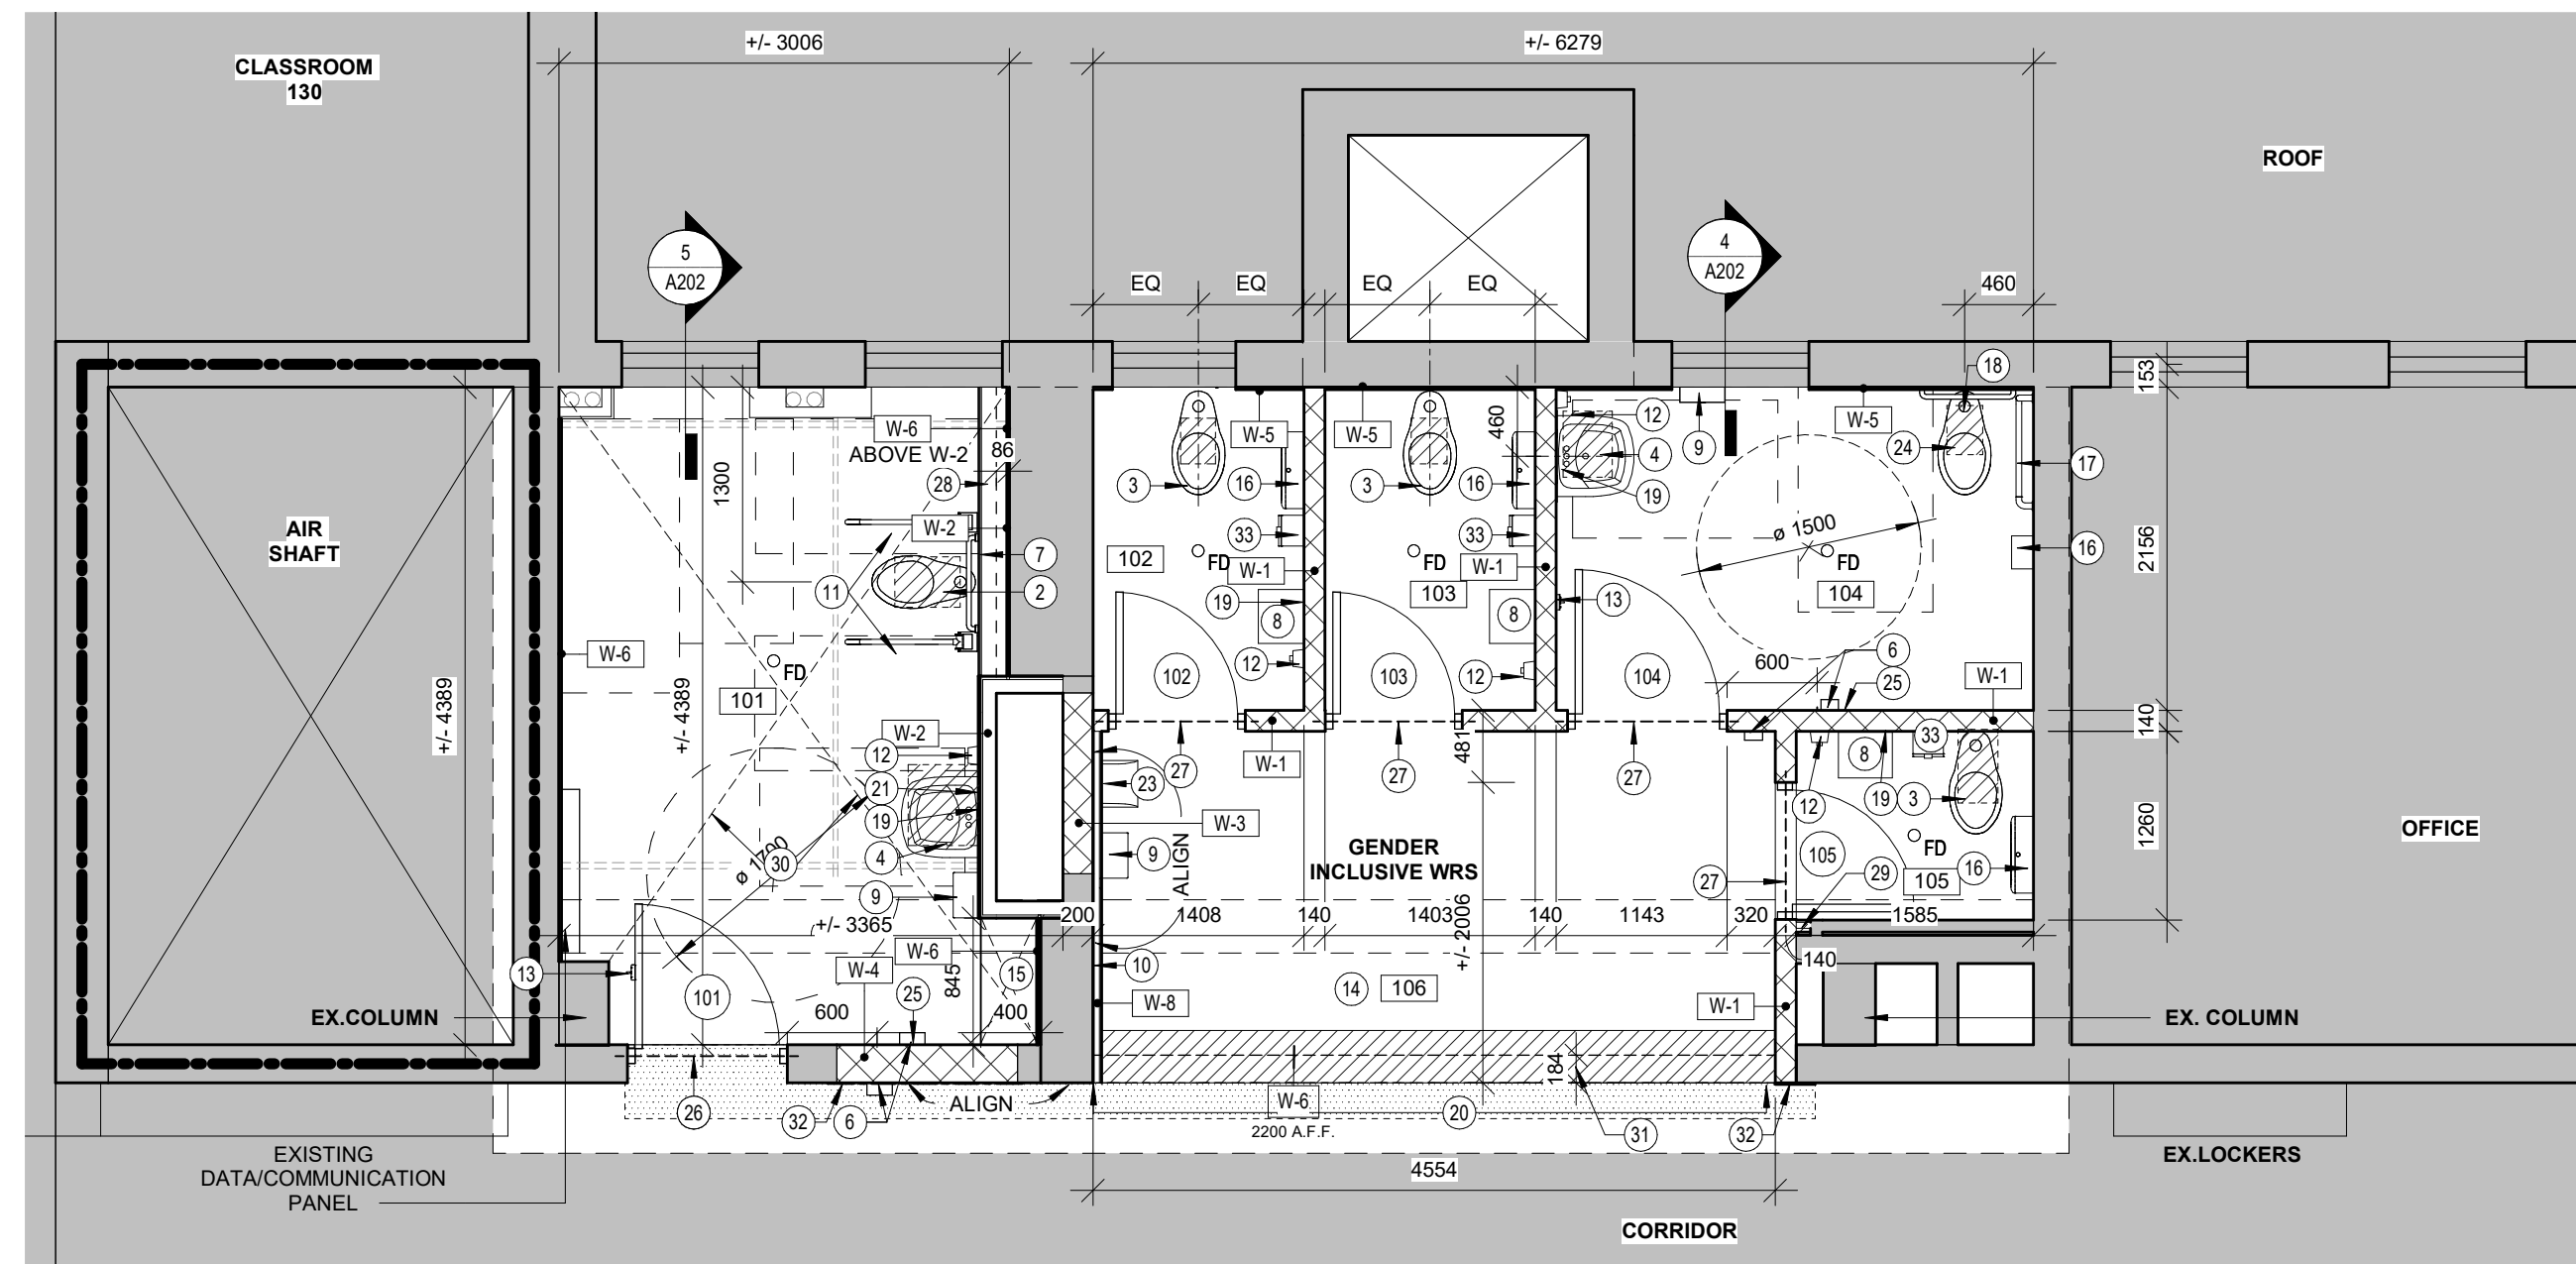 +/- 3006
+/- 6279
CLASSROOM
130
ROOF
5
A202
4
A202
EQ
EQ
EQ
EQ
460
18
153
W-6
ABOVE W-2
86
W-5
W-5
460
12
4
9
W-5
24
17
1300
28
3
16
3
16
19
AIR
SHAFT
W-2
33
33
ø 1500
16
2156
7
102
FD
W-1
FD
W-1
FD
11
2
19
8
103
8
13
104
W-6
FD
12
12
600
6
101
102
103
104
25
W-1
+/- 4389
+/- 4389
W-2
140
12
27
W-1
481
27
27
33
8
21
23
12
19
3
19
W-3
1260
4
9
ALIGN
GENDER
INCLUSIVE WRS
105
FD
OFFICE
ø 1700
30
27
29
105
16
9
+/- 3365
200
1408
140
1403
140
1143
320
1585
+/- 2006
W-6
W-4
845
15
10
140
13
101
25
W-8
14
106
W-1
EX.COLUMN
600
400
EX. COLUMN
184
26
32
6
ALIGN
W-6
20
2200 A.F.F.
31
32
EXISTING
DATA/COMMUNICATION
PANEL
4554
EX.LOCKERS
CORRIDOR